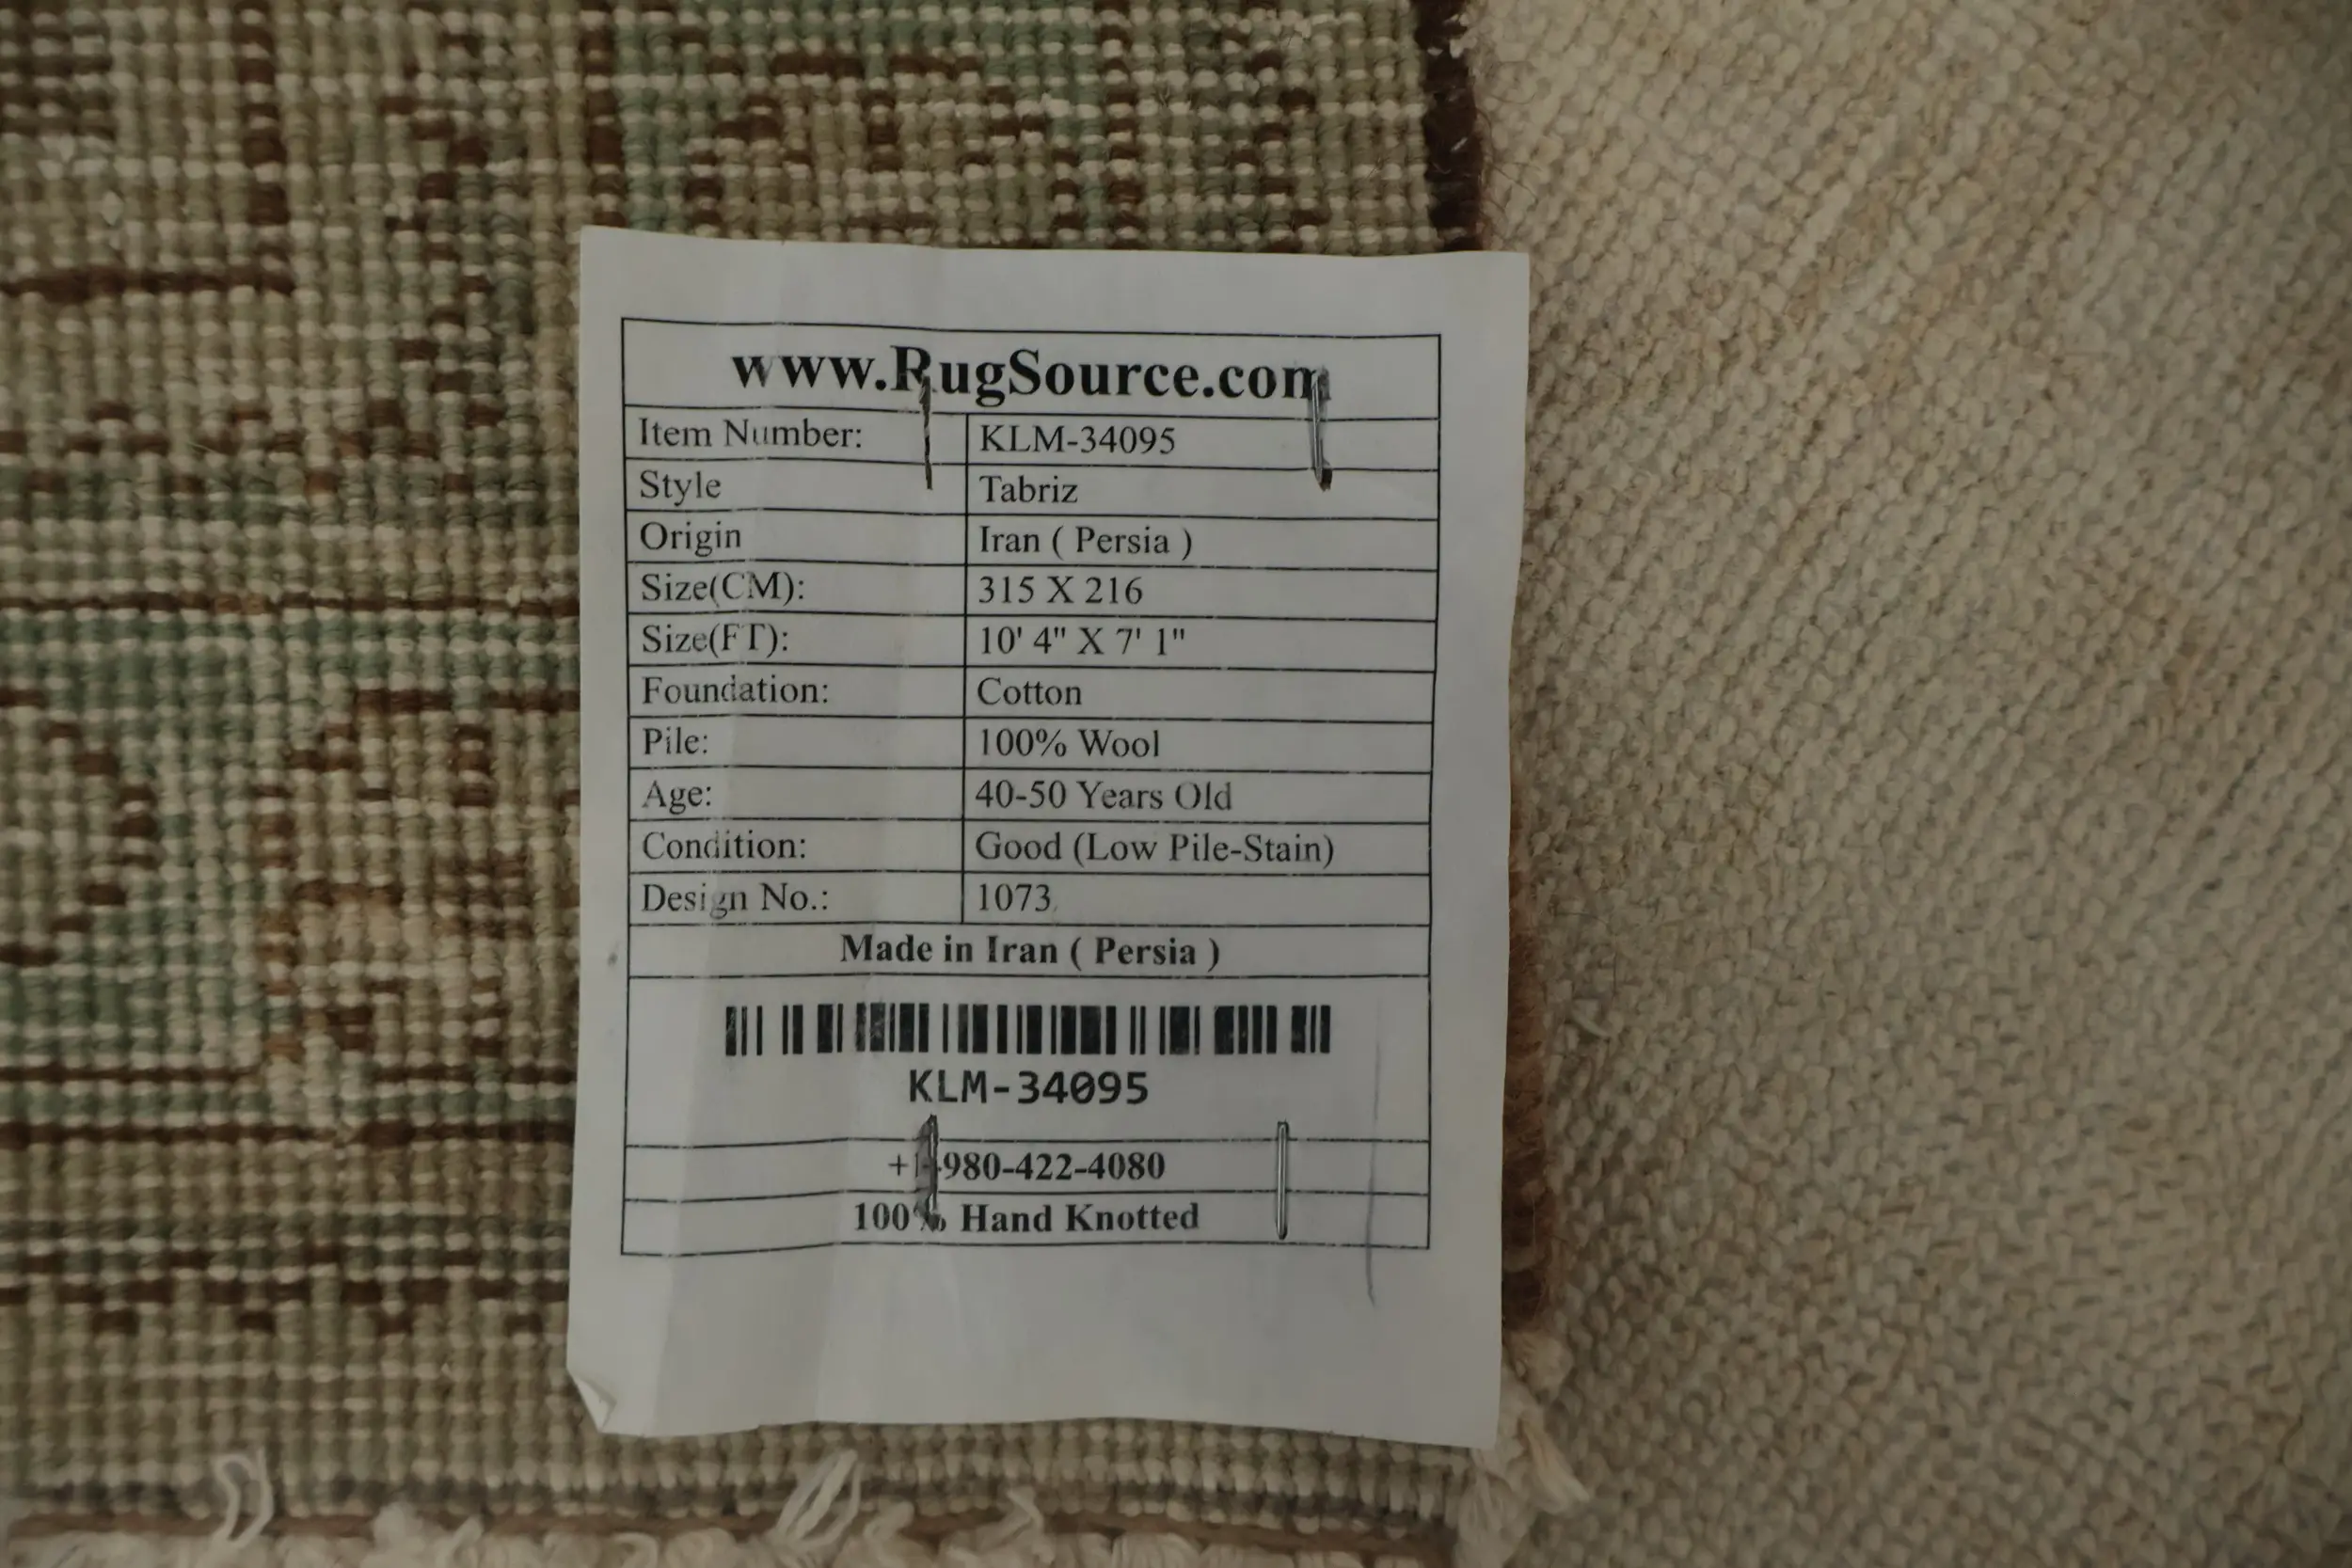 www.RugSource.com
Item Number: KLM-34095
Style Tabriz
Origin Iran ( Persia )
Size(CM): 315 X 216
Size(FT): 10' 4" X 7' 1"
Foundation: Cotton
Pile: 100% Wool
Age: 40-50 Years Old
Condition: Good (Low Pile-Stain)
Design No.: 1073
Made in Iran ( Persia )
KLM-34095
+1-980-422-4080
100% Hand Knotted